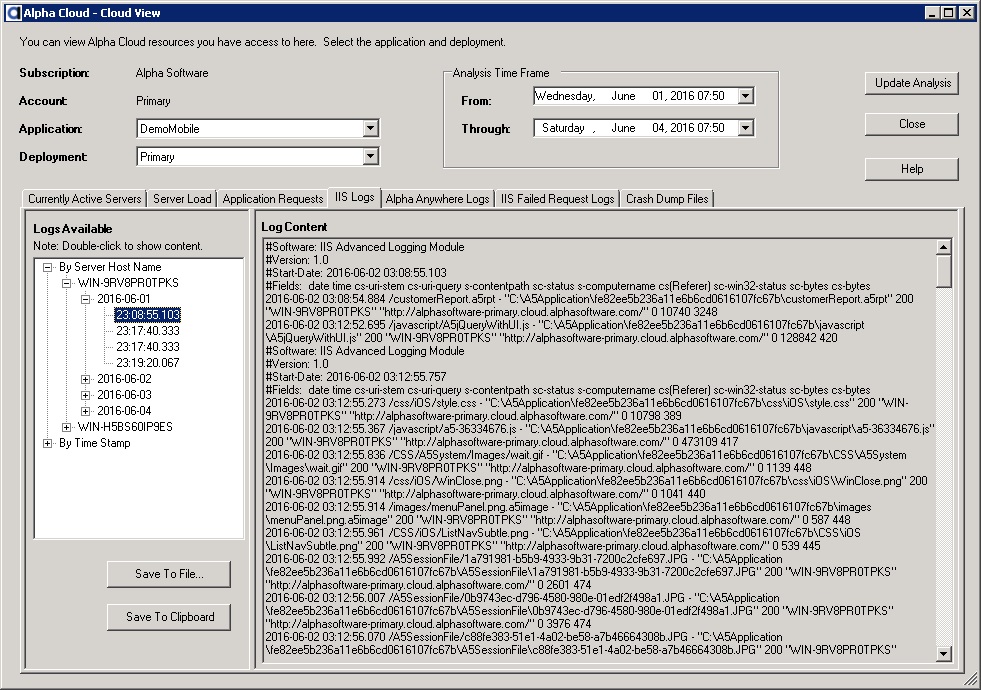 Alpha Cloud - Cloud View
You can view Alpha Cloud resources you have access to here. Select the application and deployment.
Subscription: Alpha Software
Account: Primary
Application: DemoMobile
Deployment: Primary
Analysis Time Frame
From: Wednesday, June 01, 2016 07:50
Through: Saturday , June 04, 2016 07:50
Update Analysis
Close
Help
Currently Active Servers Server Load Application Requests IIS Logs Alpha Anywhere Logs IIS Failed Request Logs Crash Dump Files
Logs Available
Note: Double-click to show content.
By Server Host Name
WIN-9RV8PR0TPKS
2016-06-01
23:08:55.103
23:17:40.333
23:17:40.333
23:19:20.067
2016-06-02
2016-06-03
2016-06-04
WIN-H5BS60IP9ES
By Time Stamp
Save To File...
Save To Clipboard
Log Content
#Software: IIS Advanced Logging Module
#Version: 1.0
#Start-Date: 2016-06-02 03:08:55.103
#Fields: date time cs-uri-stem cs-uri-query s-contentpath sc-status s-computername cs(Referer) sc-win32-status sc-bytes cs-bytes
2016-06-02 03:08:54.884 /customerReport.a5rpt - "C:\A5Application\fe82ee5b236a11e6b6cd0616107fc67b\customerReport.a5rpt" 200
"WIN-9RV8PR0TPKS" "http://alphasoftware-primary.cloud.alphasoftware.com/" 0 10740 3248
2016-06-02 03:12:52.695 /javascript/A5jQueryWithUI.js - "C:\A5Application\fe82ee5b236a11e6b6cd0616107fc67b\javascript
\A5jQueryWithUI.js" 200 "WIN-9RV8PR0TPKS" "http://alphasoftware-primary.cloud.alphasoftware.com/" 0 128842 420
#Software: IIS Advanced Logging Module
#Version: 1.0
#Start-Date: 2016-06-02 03:12:55.757
#Fields: date time cs-uri-stem cs-uri-query s-contentpath sc-status s-computername cs(Referer) sc-win32-status sc-bytes cs-bytes
2016-06-02 03:12:55.273 /css/iOS/style.css - "C:\A5Application\fe82ee5b236a11e6b6cd0616107fc67b\css\iOS\style.css" 200 "WIN-
9RV8PR0TPKS" "http://alphasoftware-primary.cloud.alphasoftware.com/" 0 10798 389
2016-06-02 03:12:55.367 /javascript/a5-36334676.js - "C:\A5Application\fe82ee5b236a11e6b6cd0616107fc67b\javascript\a5-36334676.js"
200 "WIN-9RV8PR0TPKS" "http://alphasoftware-primary.cloud.alphasoftware.com/" 0 473109 417
2016-06-02 03:12:55.836 /CSS/A5System/Images/wait.gif - "C:\A5Application\fe82ee5b236a11e6b6cd0616107fc67b\CSS\A5System
\Images\wait.gif" 200 "WIN-9RV8PR0TPKS" "http://alphasoftware-primary.cloud.alphasoftware.com/" 0 1139 448
2016-06-02 03:12:55.914 /css/iOS/WinClose.png - "C:\A5Application\fe82ee5b236a11e6b6cd0616107fc67b\css\iOS\WinClose.png" 200
"WIN-9RV8PR0TPKS" "http://alphasoftware-primary.cloud.alphasoftware.com/" 0 1041 440
2016-06-02 03:12:55.914 /images/menuPanel.png.a5image - "C:\A5Application\fe82ee5b236a11e6b6cd0616107fc67b\images
\menuPanel.png.a5image" 200 "WIN-9RV8PR0TPKS" "http://alphasoftware-primary.cloud.alphasoftware.com/" 0 587 448
2016-06-02 03:12:55.961 /CSS/iOS/ListNavSubtle.png - "C:\A5Application\fe82ee5b236a11e6b6cd0616107fc67b\CSS\iOS
\ListNavSubtle.png" 200 "WIN-9RV8PR0TPKS" "http://alphasoftware-primary.cloud.alphasoftware.com/" 0 539 445
2016-06-02 03:12:55.992 /A5SessionFile/1a791981-b5b9-4933-9b31-7200c2cfe697.JPG - "C:\A5Application
\fe82ee5b236a11e6b6cd0616107fc67b\A5SessionFile\1a791981-b5b9-4933-9b31-7200c2cfe697.JPG" 200 "WIN-9RV8PR0TPKS"
"http://alphasoftware-primary.cloud.alphasoftware.com/" 0 2601 474
2016-06-02 03:12:56.007 /A5SessionFile/0b9743ec-d796-4580-980e-01edf2f498a1.JPG - "C:\A5Application
\fe82ee5b236a11e6b6cd0616107fc67b\A5SessionFile\0b9743ec-d796-4580-980e-01edf2f498a1.JPG" 200 "WIN-9RV8PR0TPKS"
"http://alphasoftware-primary.cloud.alphasoftware.com/" 0 3976 474
2016-06-02 03:12:56.070 /A5SessionFile/c88fe383-51e1-4a02-be58-a7b46664308b.JPG - "C:\A5Application
\fe82ee5b236a11e6b6cd0616107fc67b\A5SessionFile\c88fe383-51e1-4a02-be58-a7b46664308b.JPG" 200 "WIN-9RV8PR0TPKS"